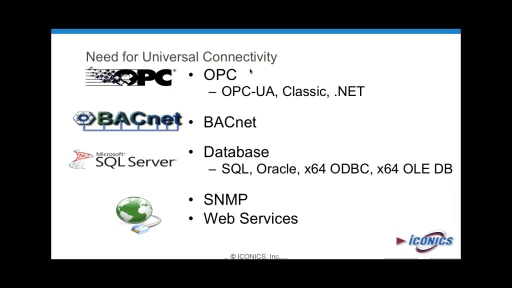 Need for Universal Connectivity
OPC
• OPC
– OPC-UA, Classic, .NET
BACnet
• BACnet
Microsoft
SQL Server
• Database
– SQL, Oracle, x64 ODBC, x64 OLE DB
• SNMP
• Web Services
ICONICS
© ICONICS, Inc.